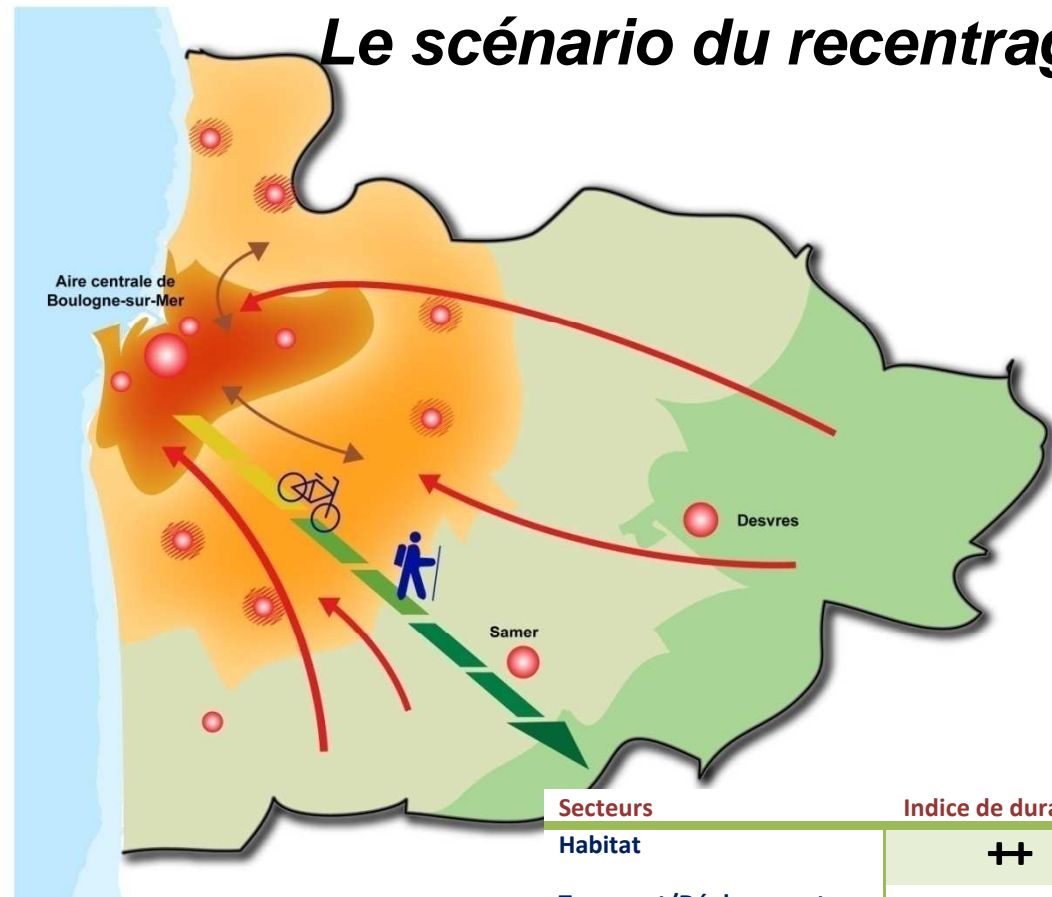 Le scénario du recentrag
Aire centrale de
Boulogne-sur-Mer
Desvres
Samer
Secteurs Indice de dura
Habitat ++